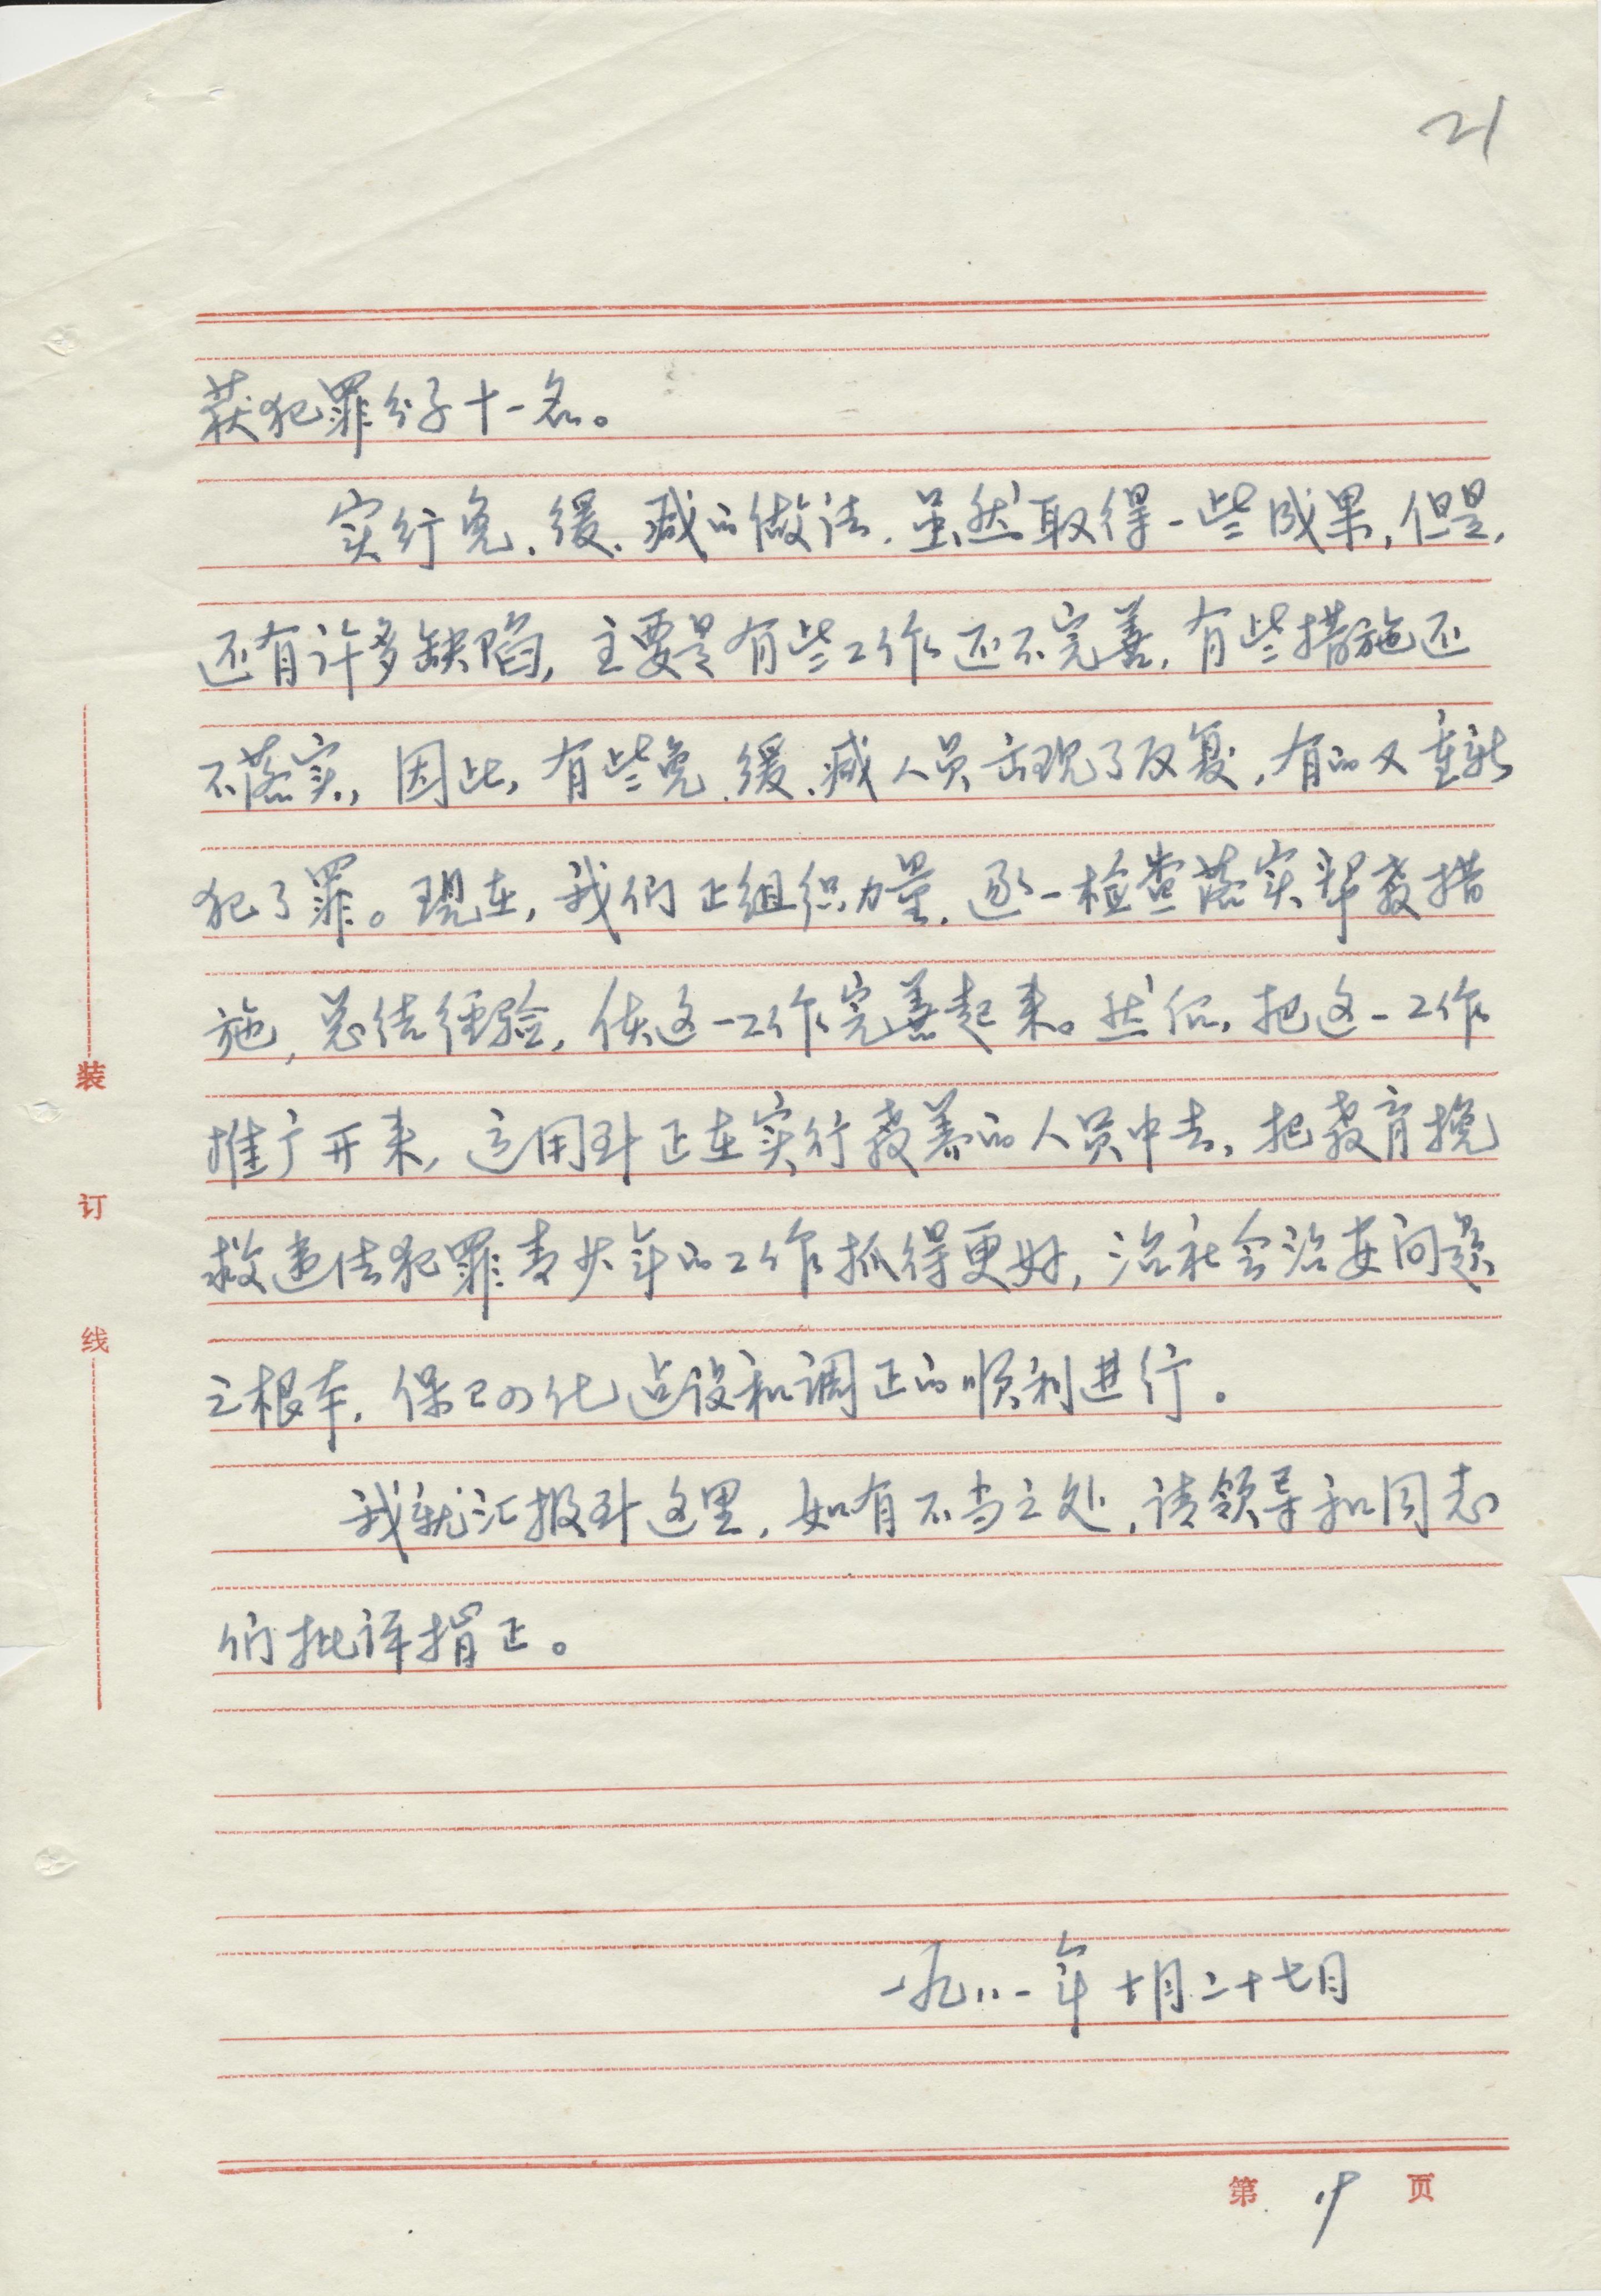 21
获犯罪分子十一名。
实行免、缓、减的做法，虽然取得一些成果，但是，
还有许多缺陷，主要是有些工作还不完善，有些措施还
不落实，因此，有些免、缓、减人员出现了反复，有的又重新
犯了罪。现在，我们正组织力量，逐一检查落实帮教措
施，总结经验，使这一工作完善起来。然后，把这一工作
推广开来，运用到正在实行教养的人员中去，把教育挽
救违法犯罪青少年的工作抓得更好，治社会治安问题
之根本，保卫四化建设和调正的顺利进行。
我就汇报到这里，如有不当之处，请领导和同志
们批评指正。
一九八一年十月二十七日
装
订
线
第 页